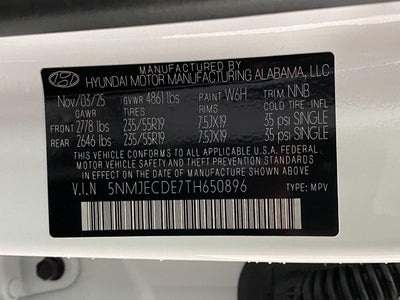 MANUFACTURED BY
HYUNDAI MOTOR MANUFACTURING ALABAMA, LLC
Nov/03/25 GVWR 4861 lbs PAINT W6H TRIM NNB
GAWR TIRES RIMS COLD TIRE INFL
FRONT 2778 lbs 235/55R19 7.5JX19 35 psi SINGLE
REAR 2646 lbs 235/55R19 7.5JX19 35 psi SINGLE
THIS VEHICLE CONFORMS TO ALL APPLICABLE U.S.A. FEDERAL
MOTOR VEHICLE SAFETY BUMPER, AND THEFT PREVENTION STANDARDS
IN EFFECT ON THE DATE OF MANUFACTURE SHOWN ABOVE.
V.I.N 5NMJECDE7TH650896 TYPE: MPV